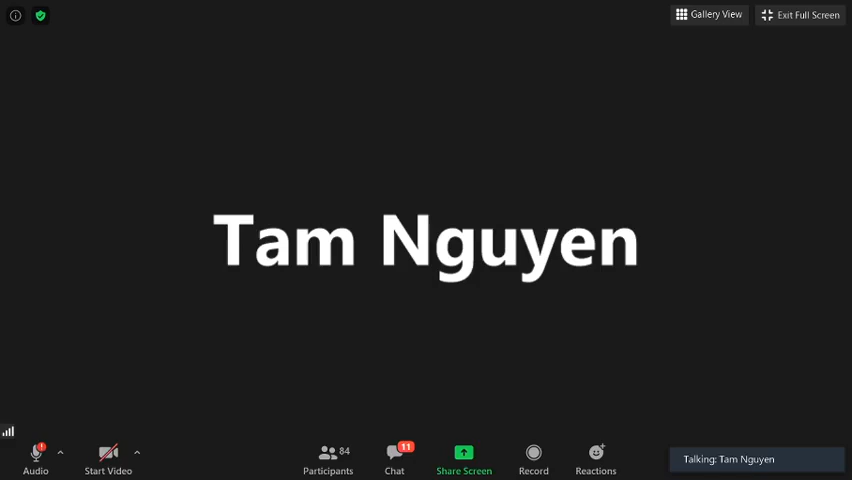 Gallery View
Exit Full Screen
Tam Nguyen
Audio
Start Video
84
Participants
11
Chat
Share Screen
Record
Reactions
Talking: Tam Nguyen